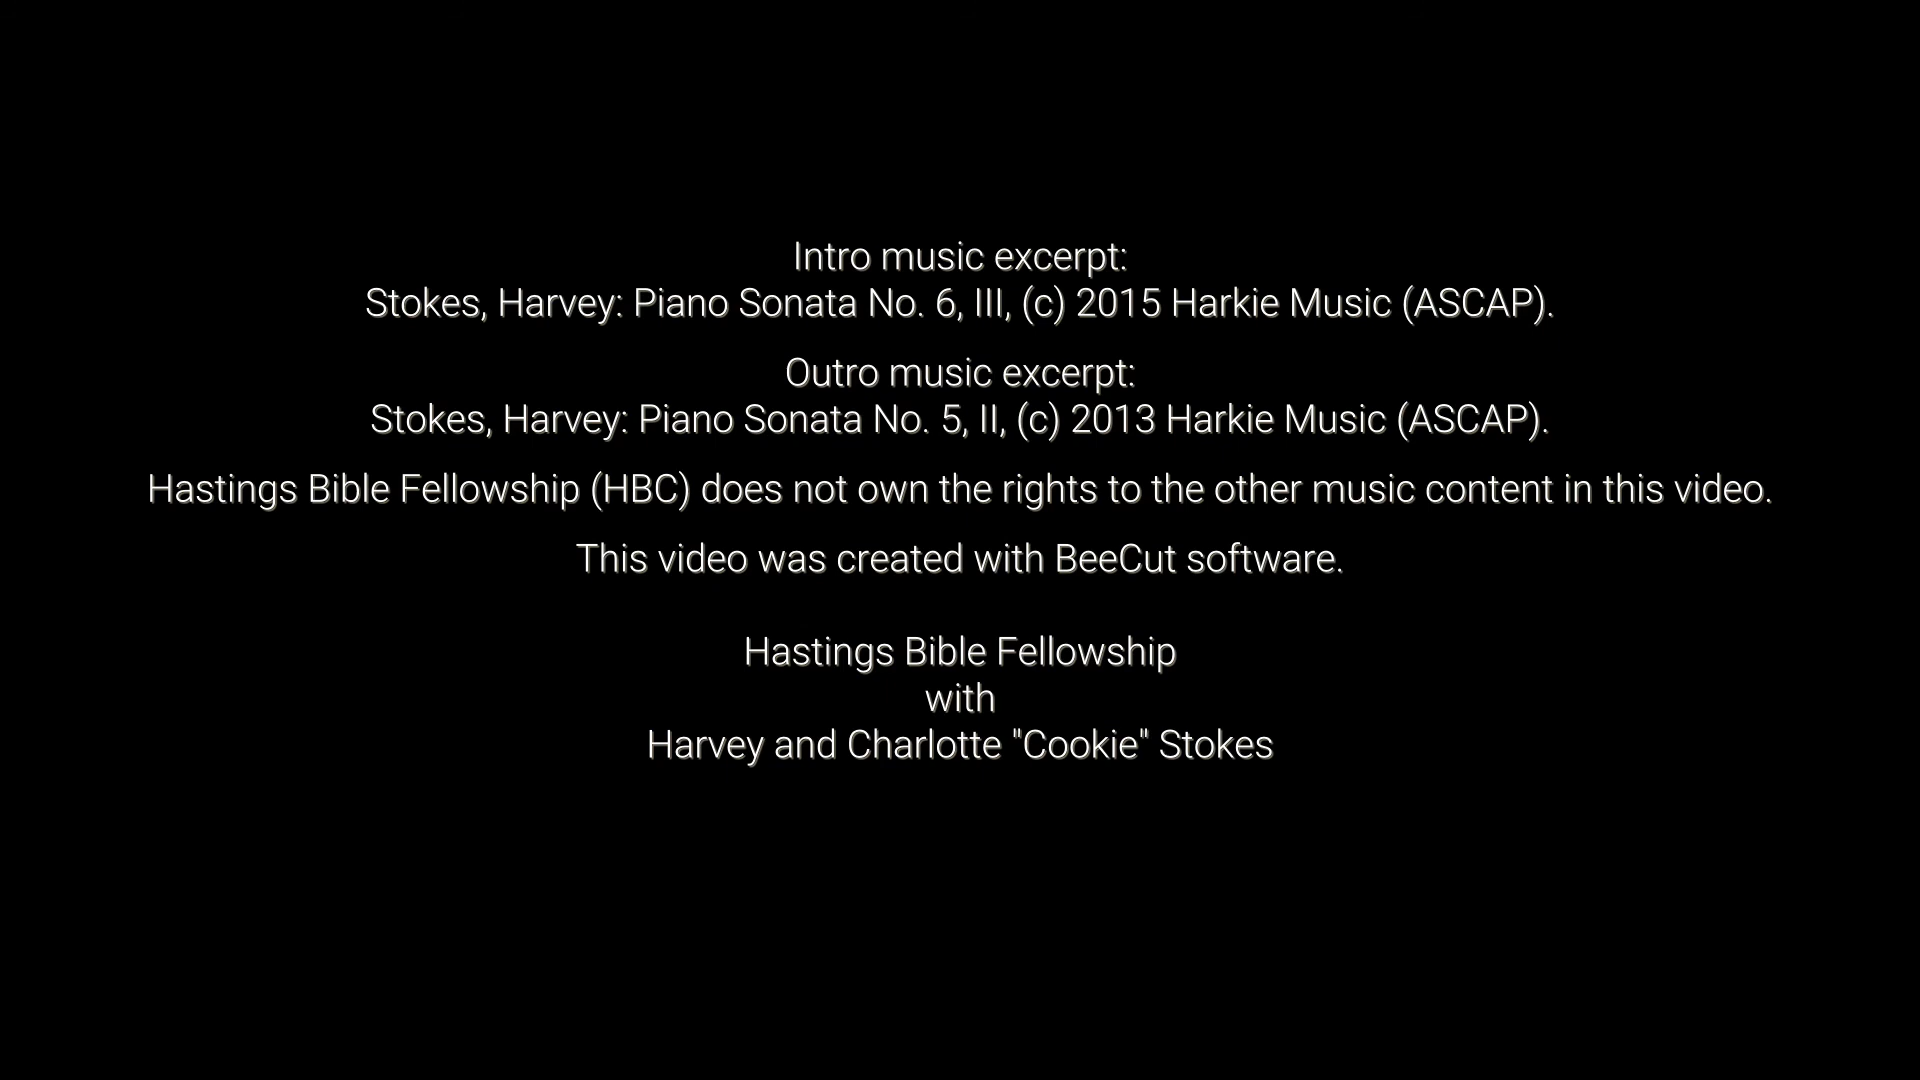 Intro music excerpt:
Stokes, Harvey: Piano Sonata No. 6, III, (c) 2015 Harkie Music (ASCAP).
Outro music excerpt:
Stokes, Harvey: Piano Sonata No. 5, II, (c) 2013 Harkie Music (ASCAP).
Hastings Bible Fellowship (HBC) does not own the rights to the other music content in this video.
This video was created with BeeCut software.
Hastings Bible Fellowship
with
Harvey and Charlotte "Cookie" Stokes